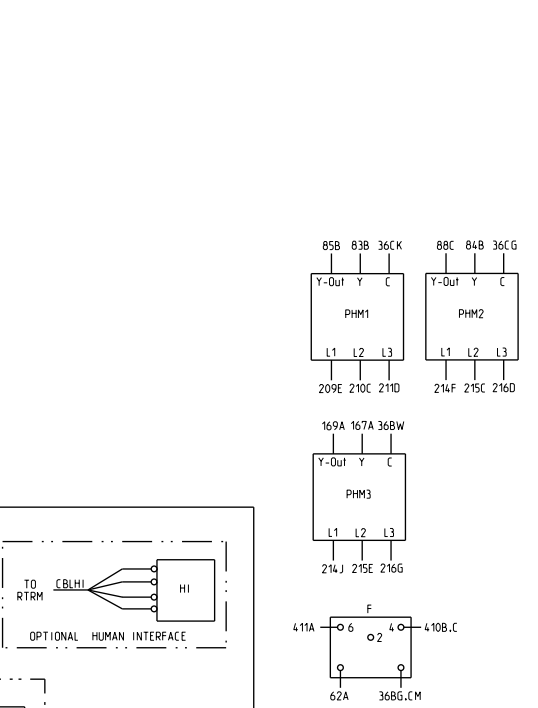 85B 83B 36CK 88C 84B 36CG
Y-Out Y C Y-Out Y C
PHM1 PHM2
L1 L2 L3 L1 L2 L3
209E 210C 211D 214F 215C 216D
169A 167A 36BW
Y-Out Y C
PHM3
L1 L2 L3
214J 215E 216G
TO RTRM
CBLHI
HI
OPTIONAL HUMAN INTERFACE
F
411A 6 4 410B.C
2
62A 36BG.CM